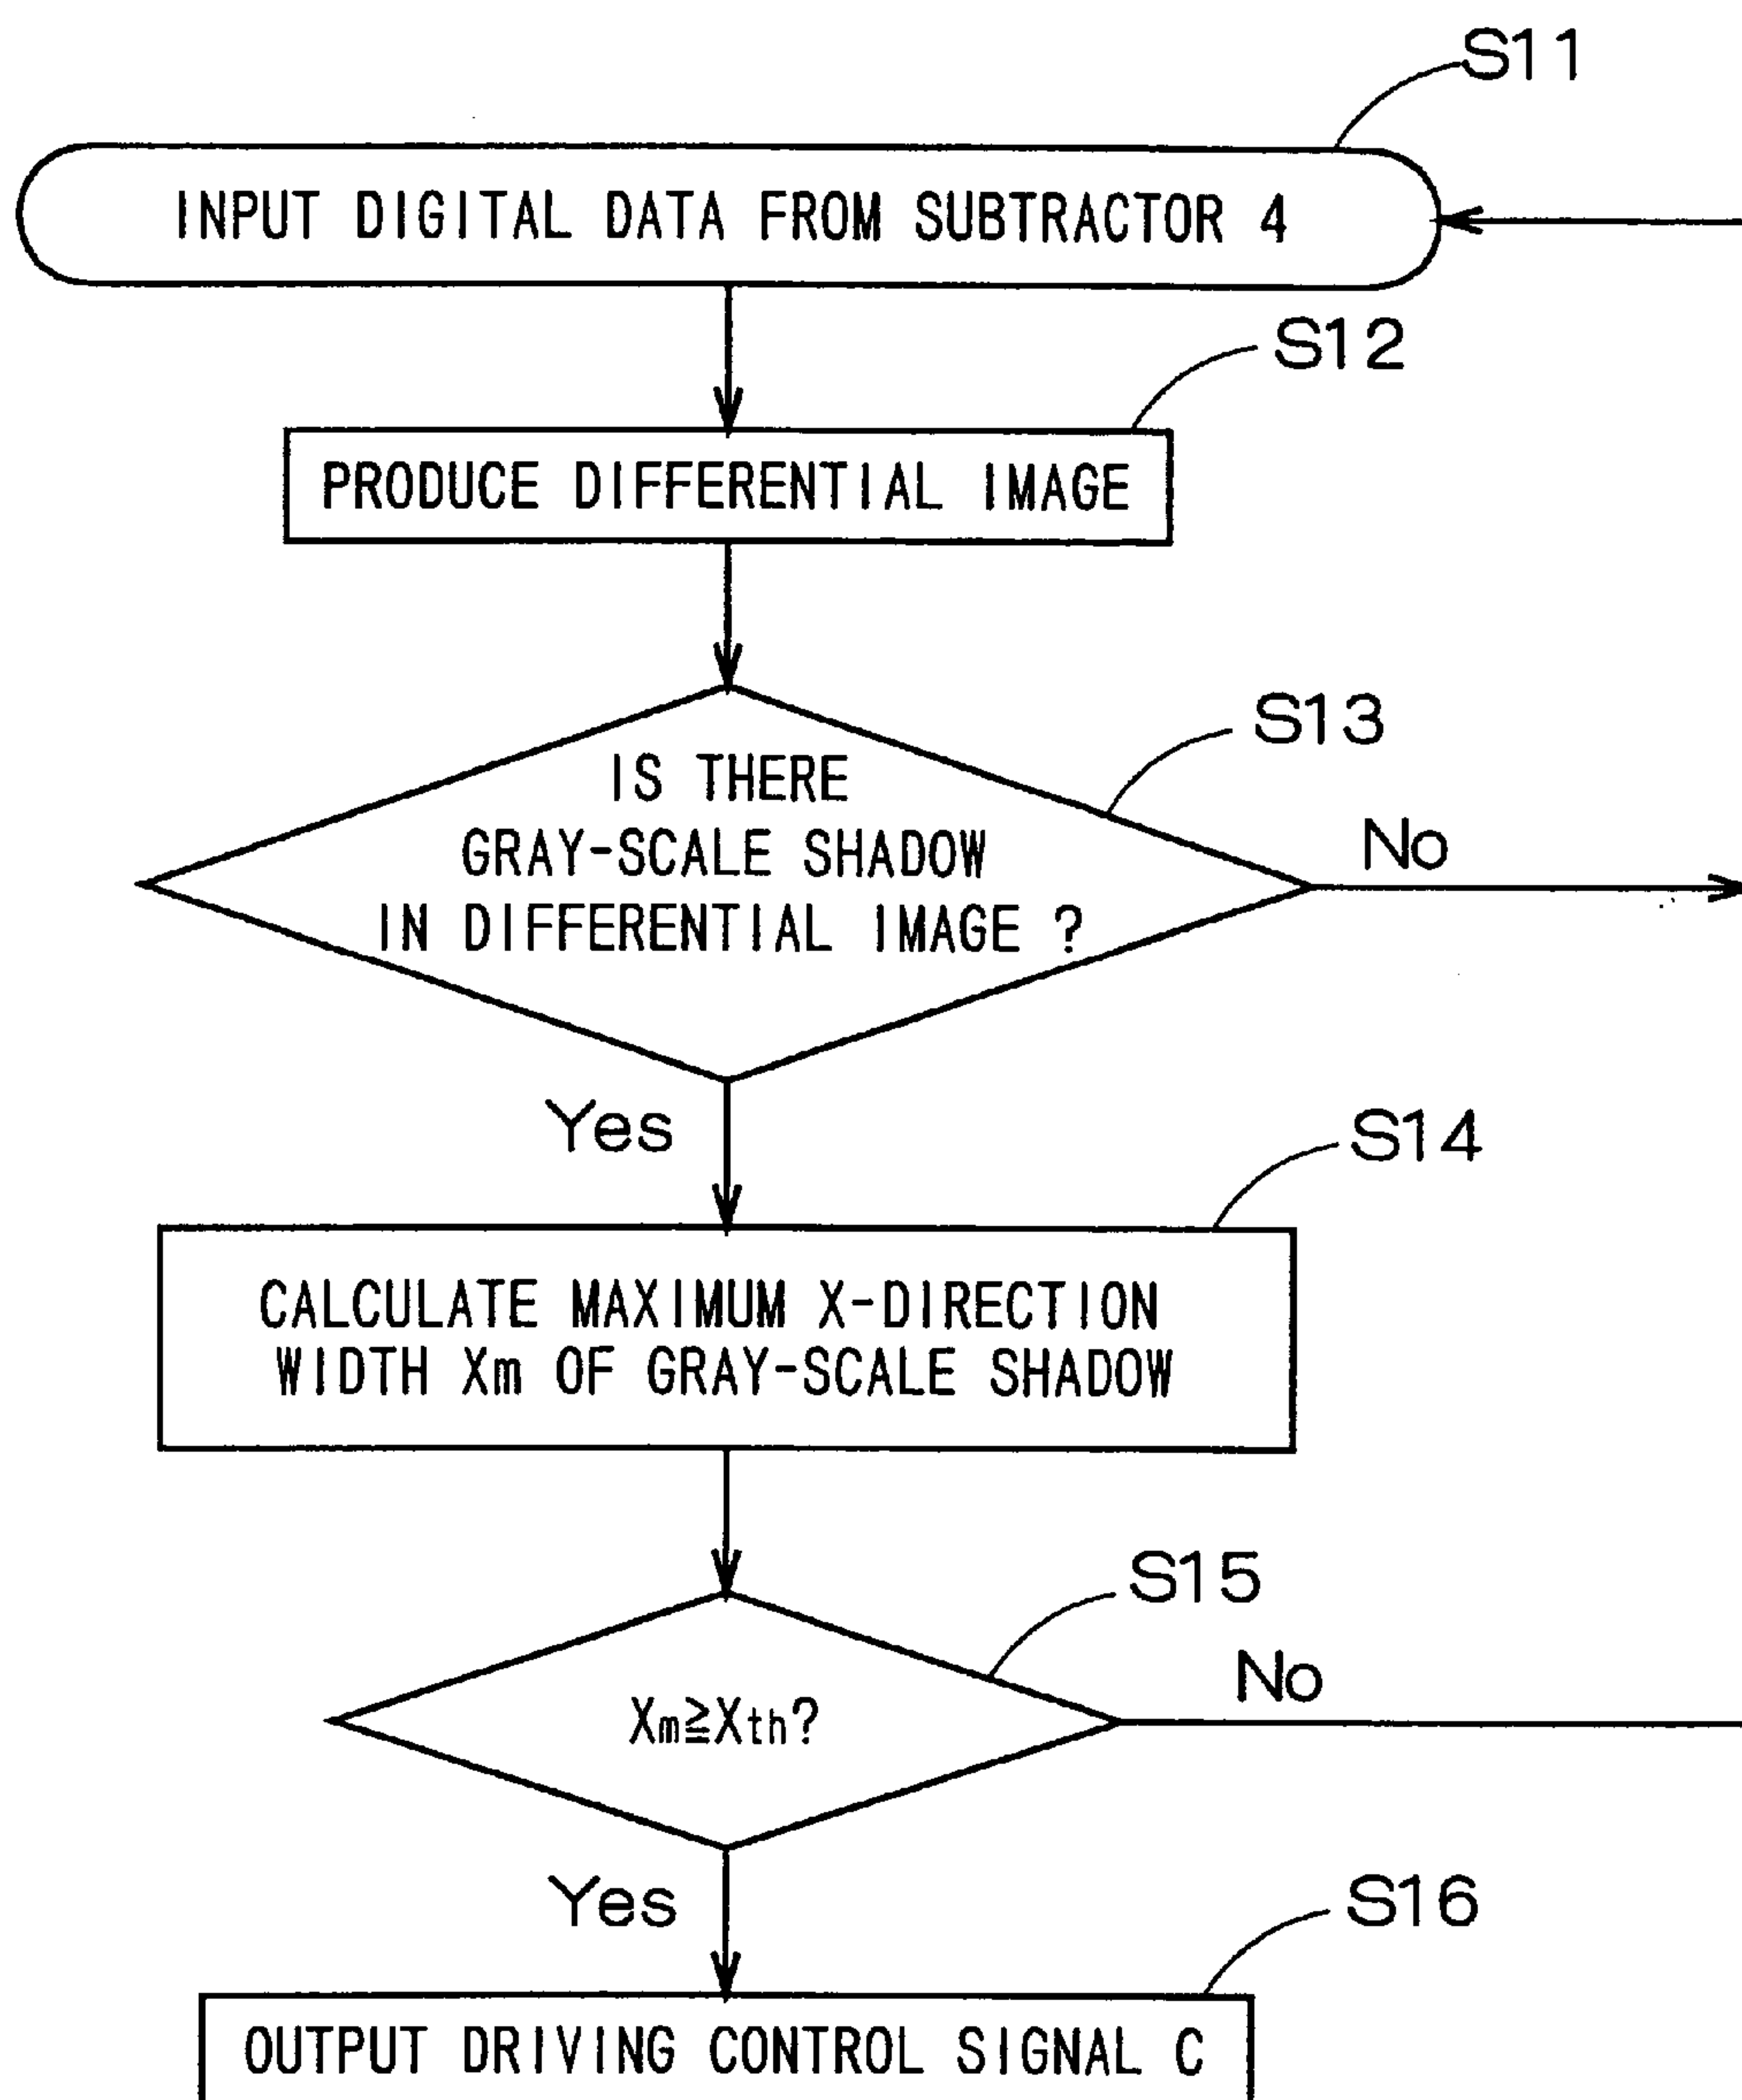 S11
INPUT DIGITAL DATA FROM SUBTRACTOR 4
S12
PRODUCE DIFFERENTIAL IMAGE
S13
IS THERE
GRAY-SCALE SHADOW
IN DIFFERENTIAL IMAGE ?
No
Yes
S14
CALCULATE MAXIMUM X-DIRECTION
WIDTH Xm OF GRAY-SCALE SHADOW
S15
Xm≧Xth?
No
Yes
S16
OUTPUT DRIVING CONTROL SIGNAL C